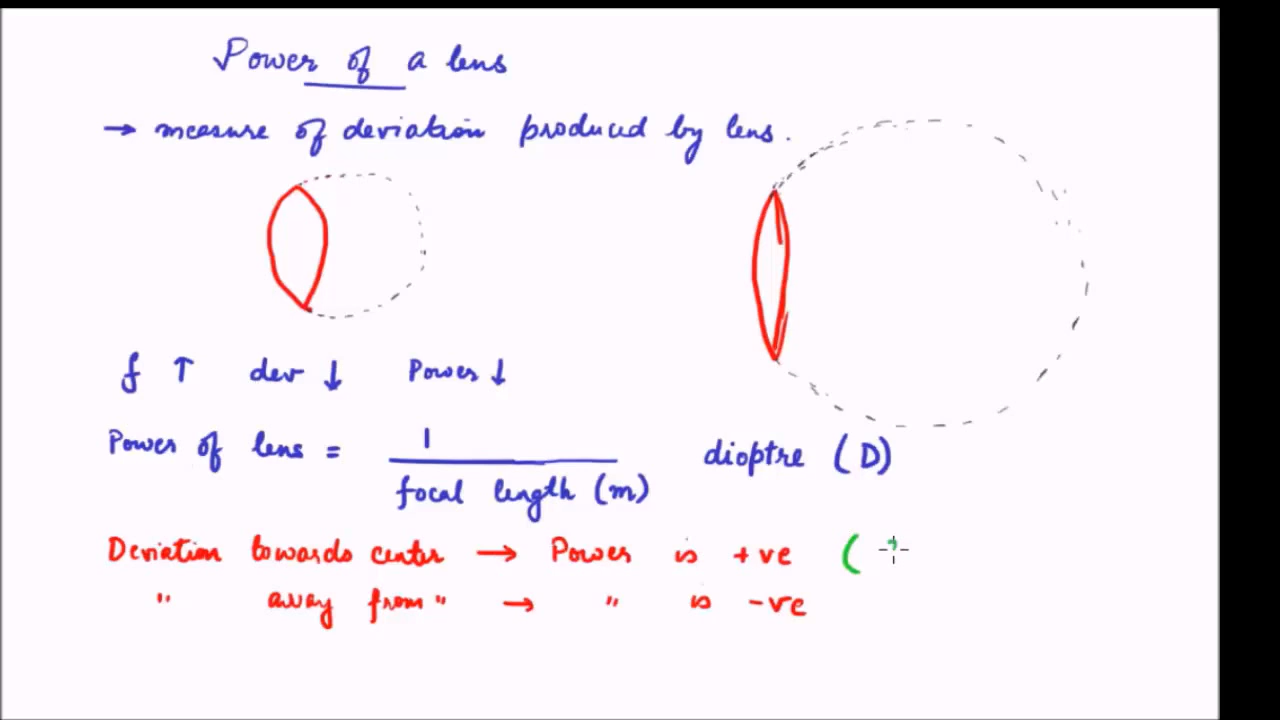 Power of a lens
→ measure of deviation produced by lens.
f ↑ dev ↓ Power ↓
Power of lens = 1 / focal length (m) dioptre (D)
Deviation towards center → Power is +ve (
" away from " → " is -ve